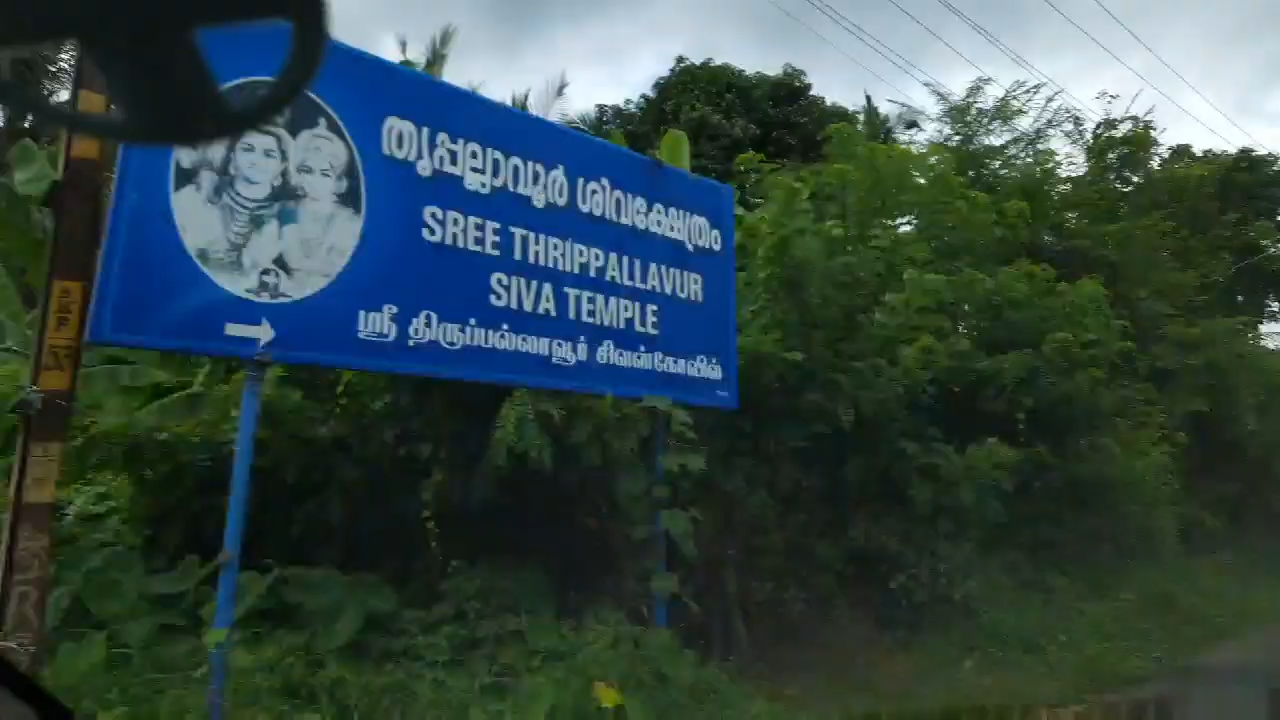 തൃപ്പല്ലാവൂർ ശിവക്ഷേത്രം
SREE THRIPPALLAVUR
SIVA TEMPLE
ஸ்ரீ திருப்பல்லாவூர் சிவன்கோவில்